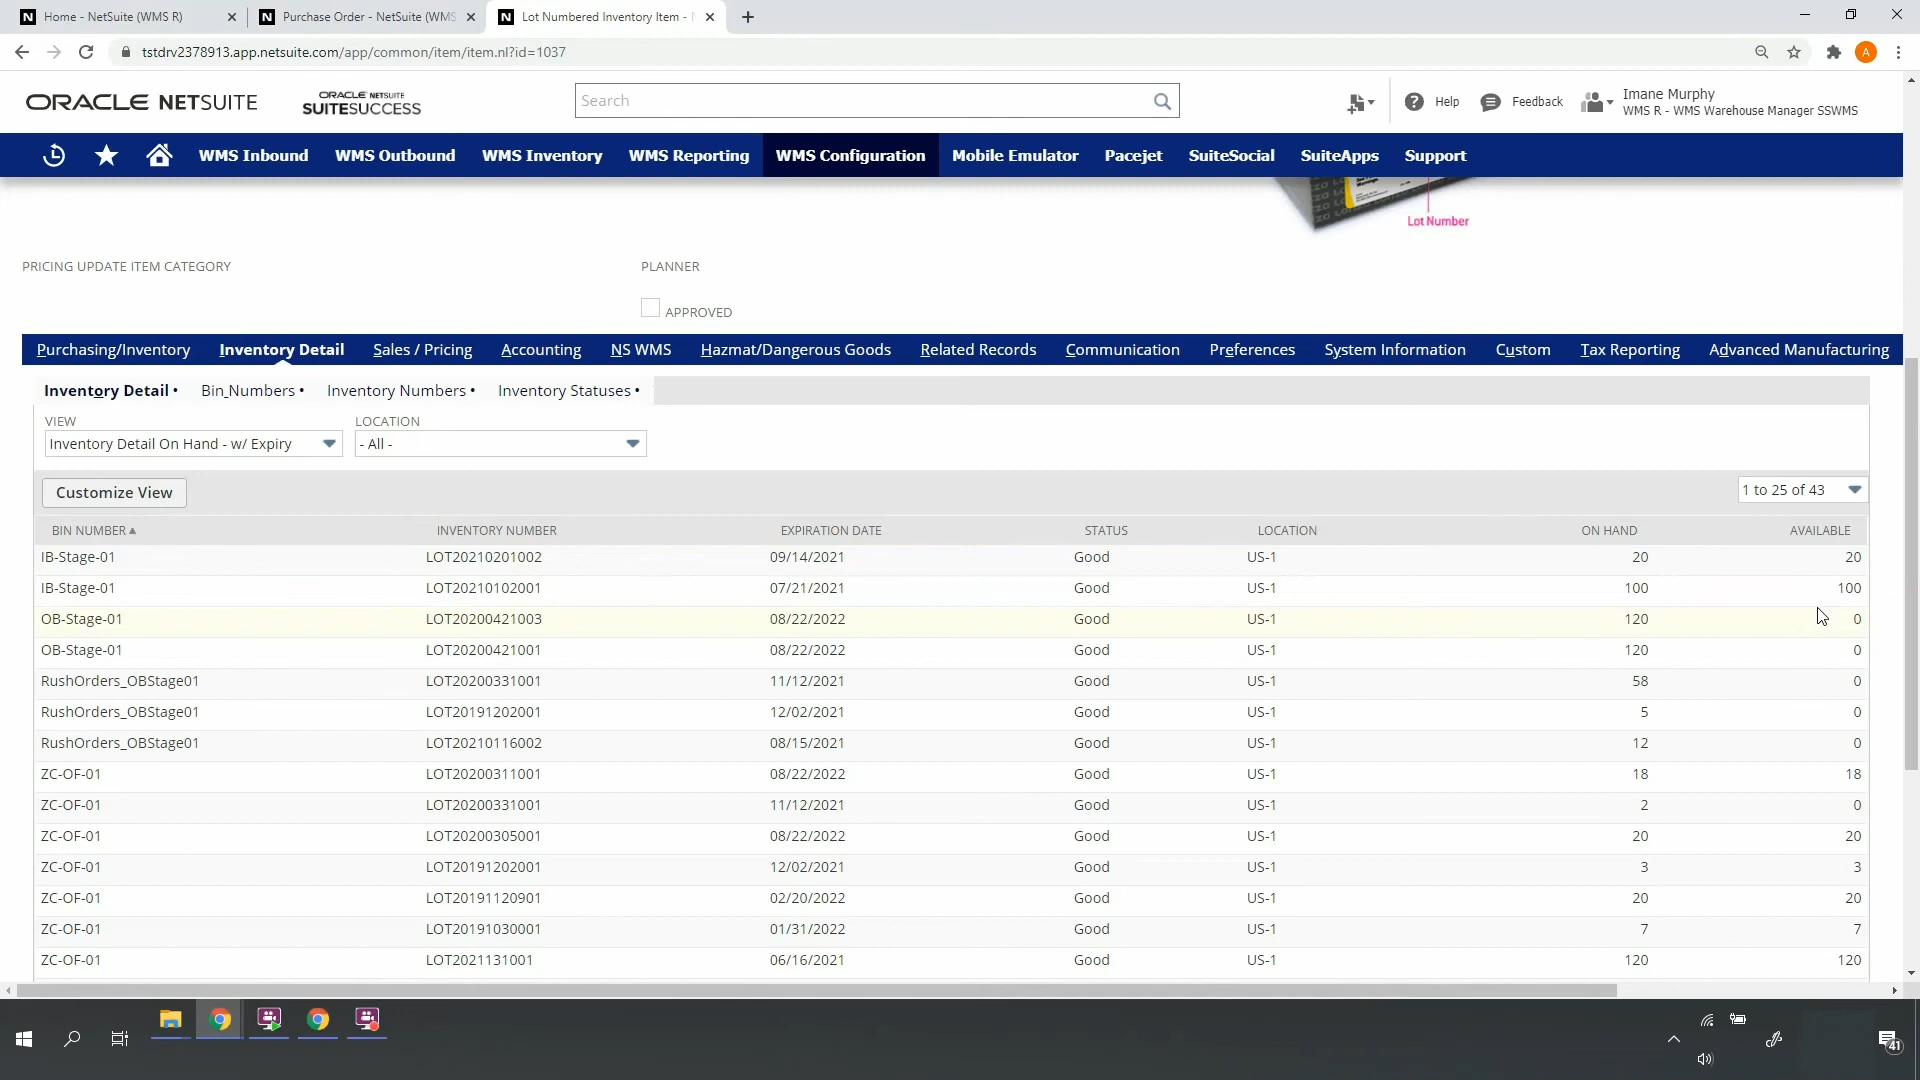 Home - NetSuite (WMS R)
Purchase Order - NetSuite (WMS
Lot Numbered Inventory Item -
tstdrv2378913.app.netsuite.com/app/common/item/item.nl?id=1037
A
ORACLE NETSUITE
ORACLE NETSUITE
SUITESUCCESS
Search
Help
Feedback
Imane Murphy
WMS R - WMS Warehouse Manager SSWMS
WMS Inbound WMS Outbound WMS Inventory WMS Reporting WMS Configuration Mobile Emulator Pacejet SuiteSocial SuiteApps Support
Lot Number
PRICING UPDATE ITEM CATEGORY
PLANNER
APPROVED
Purchasing/Inventory Inventory Detail Sales / Pricing Accounting NS WMS Hazmat/Dangerous Goods Related Records Communication Preferences System Information Custom Tax Reporting Advanced Manufacturing
Inventory Detail • Bin Numbers • Inventory Numbers • Inventory Statuses •
VIEW LOCATION
Inventory Detail On Hand - w/ Expiry - All -
Customize View 1 to 25 of 43
BIN NUMBER INVENTORY NUMBER EXPIRATION DATE STATUS LOCATION ON HAND AVAILABLE
IB-Stage-01 LOT20210201002 09/14/2021 Good US-1 20 20
IB-Stage-01 LOT20210102001 07/21/2021 Good US-1 100 100
OB-Stage-01 LOT20200421003 08/22/2022 Good US-1 120 0
OB-Stage-01 LOT20200421001 08/22/2022 Good US-1 120 0
RushOrders_OBStage01 LOT20200331001 11/12/2021 Good US-1 58 0
RushOrders_OBStage01 LOT20191202001 12/02/2021 Good US-1 5 0
RushOrders_OBStage01 LOT20210116002 08/15/2021 Good US-1 12 0
ZC-OF-01 LOT20200311001 08/22/2022 Good US-1 18 18
ZC-OF-01 LOT20200331001 11/12/2021 Good US-1 2 0
ZC-OF-01 LOT20200305001 08/22/2022 Good US-1 20 20
ZC-OF-01 LOT20191202001 12/02/2021 Good US-1 3 3
ZC-OF-01 LOT20191120901 02/20/2022 Good US-1 20 20
ZC-OF-01 LOT20191030001 01/31/2022 Good US-1 7 7
ZC-OF-01 LOT2021131001 06/16/2021 Good US-1 120 120
41